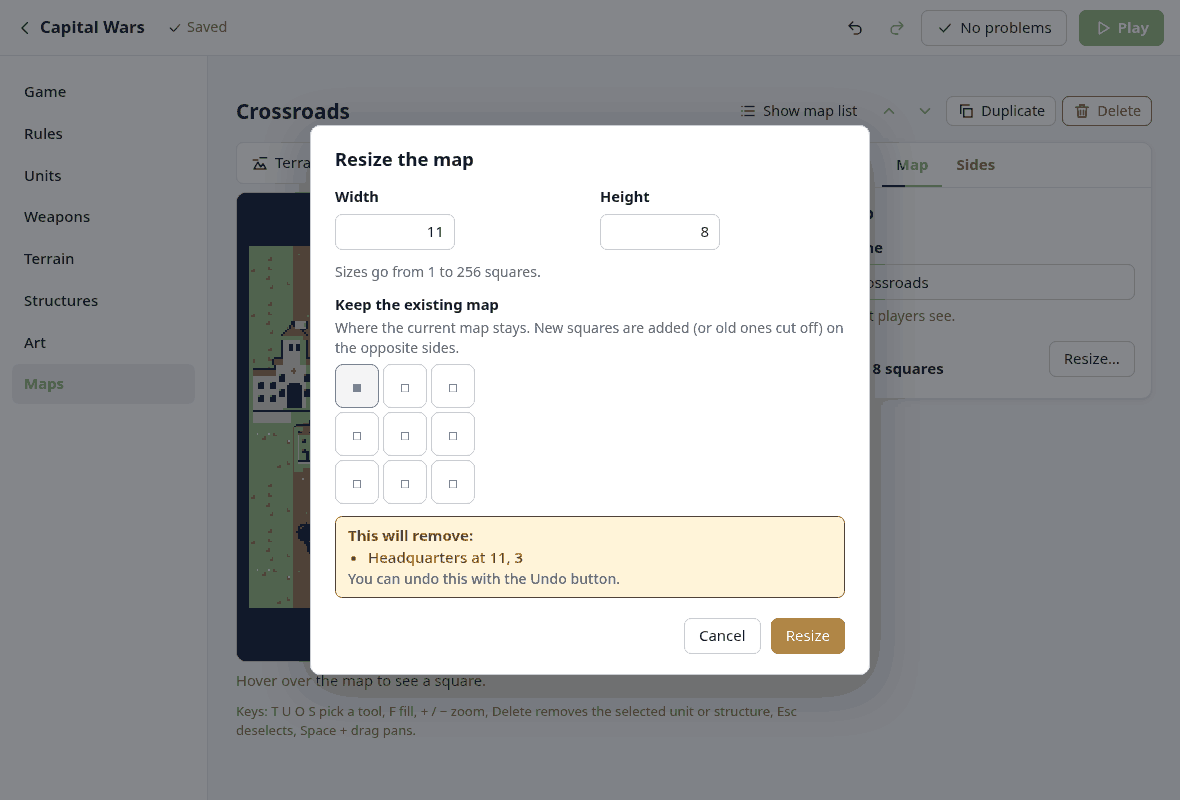 Capital Wars
Saved
No problems
Play
Game
Rules
Units
Weapons
Terrain
Structures
Art
Maps
Crossroads
Show map list
Duplicate
Delete
Map
Sides
Resize the map
Width
Height
11
8
Sizes go from 1 to 256 squares.
Keep the existing map
Where the current map stays. New squares are added (or old ones cut off) on
the opposite sides.
This will remove:
• Headquarters at 11, 3
You can undo this with the Undo button.
Cancel
Resize
players see.
8 squares
Resize...
Hover over the map to see a square.
Keys: T U O S pick a tool, F fill, + / − zoom, Delete removes the selected unit or structure, Esc
deselects, Space + drag pans.